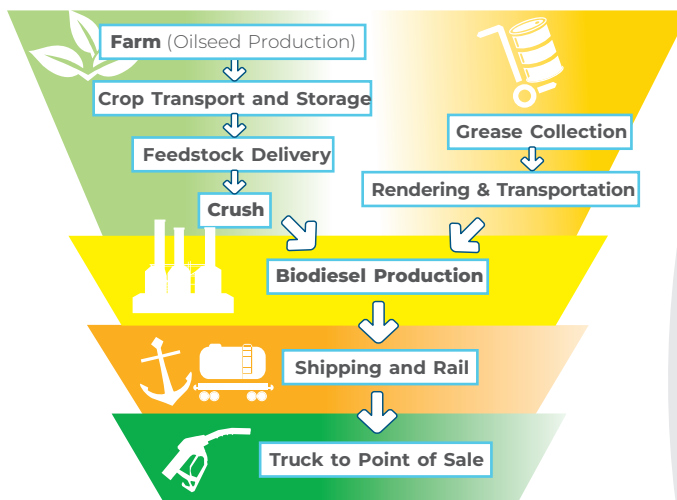 Farm (Oilseed Production)
Crop Transport and Storage
Feedstock Delivery
Crush
Grease Collection
Rendering & Transportation
Biodiesel Production
Shipping and Rail
Truck to Point of Sale